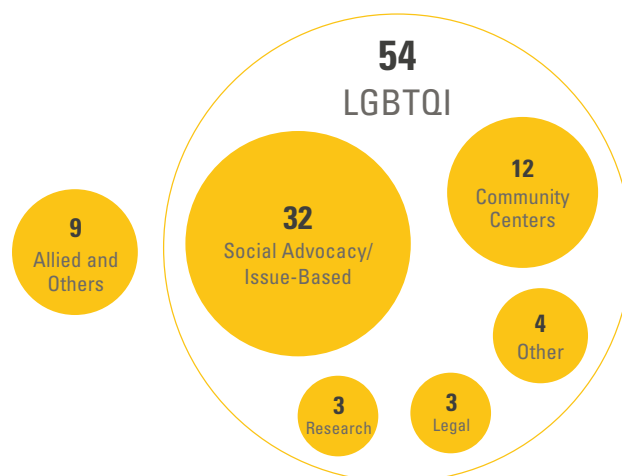 54
LGBTQI
32
Social Advocacy/
Issue-Based
12
Community
Centers
9
Allied and
Others
4
Other
3
Research
3
Legal